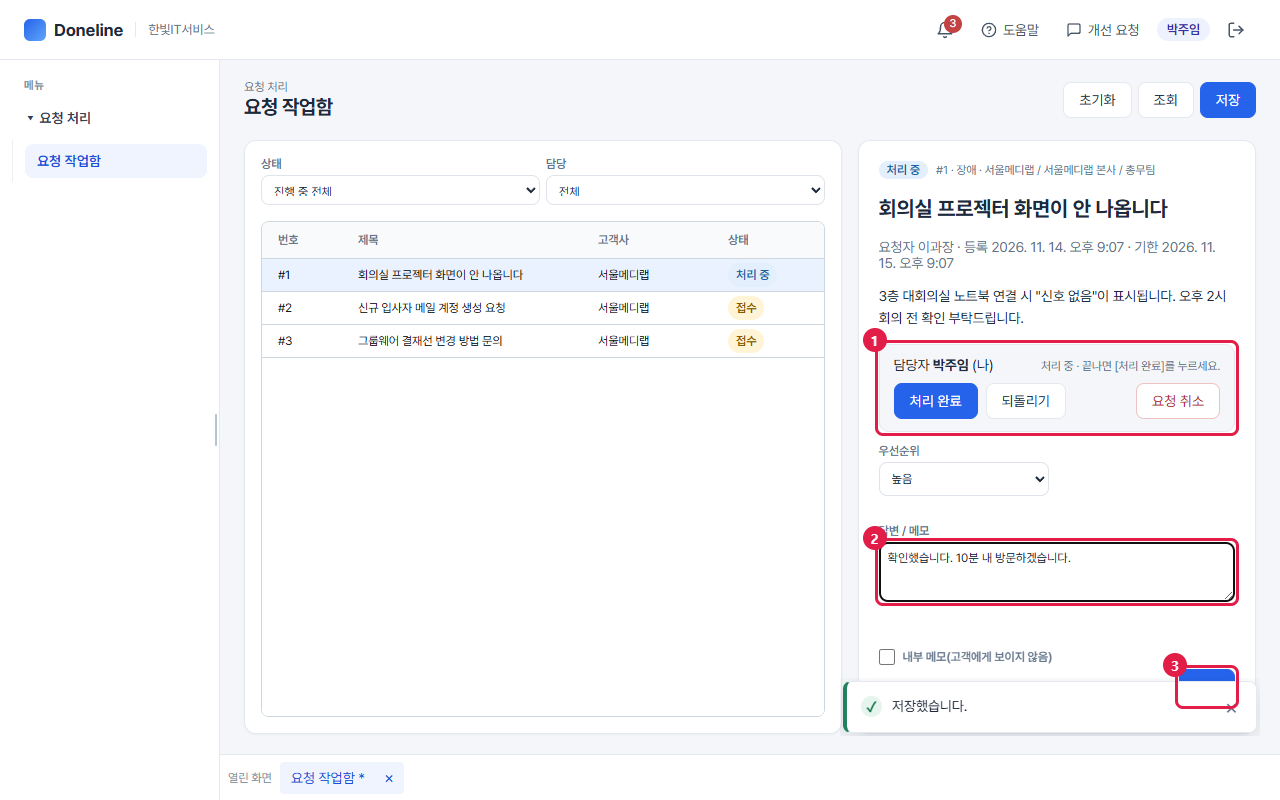 Doneline
한빛IT서비스
3
도움말
개선 요청
박주임
메뉴
요청 처리
요청 작업함
요청 처리
요청 작업함
초기화
조회
저장
상태
담당
진행 중 전체
전체
번호 제목 고객사 상태
#1 회의실 프로젝터 화면이 안 나옵니다 서울메디랩 처리 중
#2 신규 입사자 메일 계정 생성 요청 서울메디랩 접수
#3 그룹웨어 결재선 변경 방법 문의 서울메디랩 접수
처리 중 #1 · 장애 · 서울메디랩 / 서울메디랩 본사 / 총무팀
회의실 프로젝터 화면이 안 나옵니다
요청자 이과장 · 등록 2026. 11. 14. 오후 9:07 · 기한 2026. 11.
15. 오후 9:07
3층 대회의실 노트북 연결 시 "신호 없음"이 표시됩니다. 오후 2시
회의 전 확인 부탁드립니다.
1
담당자 박주임 (나) 처리 중 · 끝나면 [처리 완료]를 누르세요.
처리 완료 되돌리기 요청 취소
우선순위
높음
2
답변 / 메모
확인했습니다. 10분 내 방문하겠습니다.
내부 메모(고객에게 보이지 않음)
3
저장했습니다.
열린 화면 요청 작업함 *